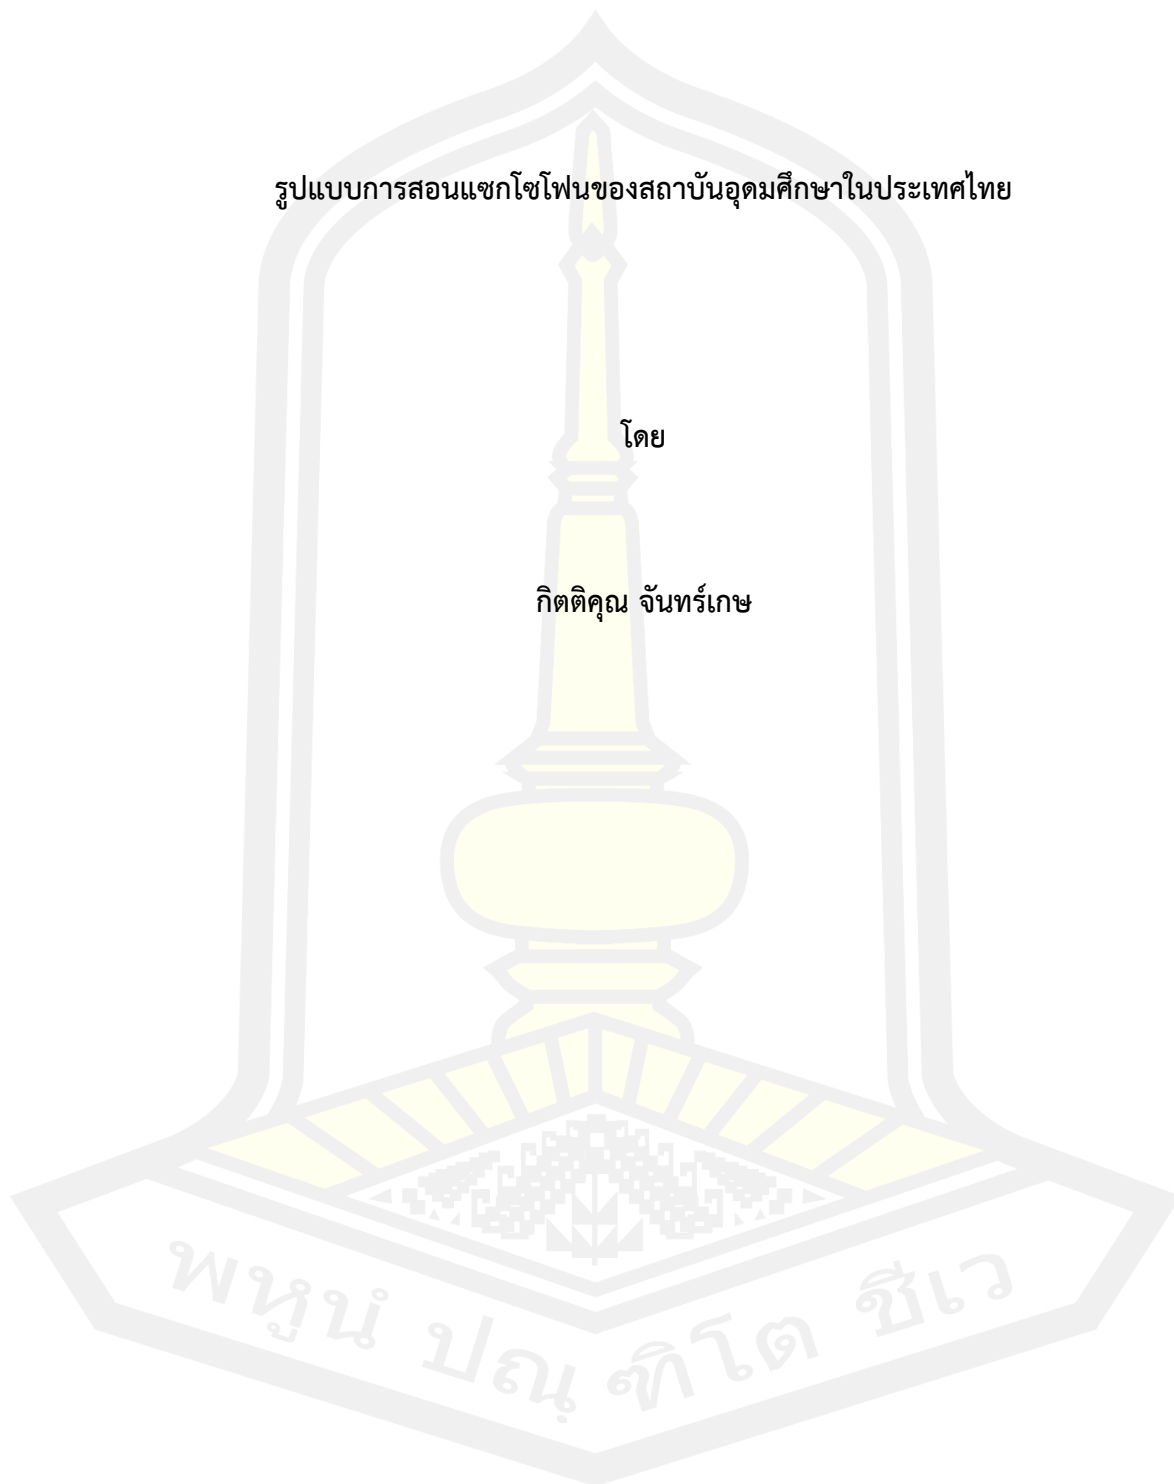 รูปแบบการสอนแซกโซโฟนของสถาบันอุดมศึกษาในประเทศไทย
โดย
กิตติคุณ จันทร์เกษ
พหูนํ ปณฺฑิโต ชีเว